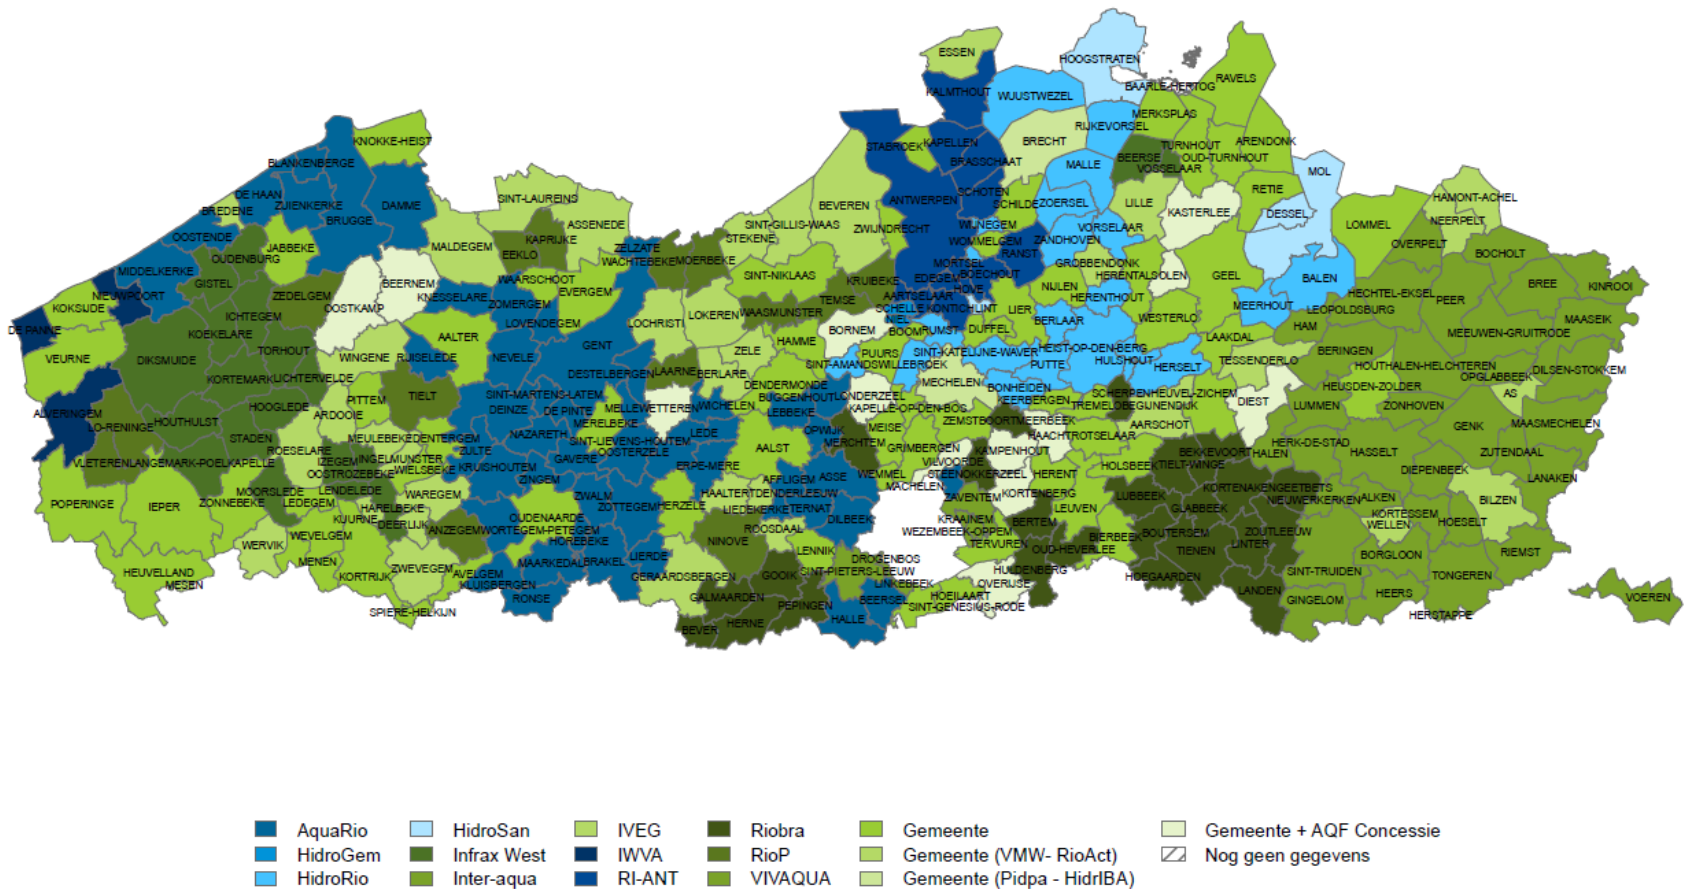 ESSEN
HOOGSTRATEN
KALMTHOUT
WUUSTWEZEL
BAARLE-HERTOG
RAVELS
MERKSPLAS
RIJKEVORSEL
KNOKKE-HEIST
STABROEK
KAPELLEN
BRECHT
TURNHOUT
ARENDONK
BLANKENBERGE
BRASSCHAAT
MALLE
BEERSE
OUD-TURNHOUT
VOSSELAAR
MOL
DE HAAN
ZUIENKERKE
DAMME
SINT-LAUREINS
BEVEREN
ANTWERPEN
SCHOTEN
SCHILDE
ZOERSEL
LILLE
KASTERLEE
RETIE
DESSEL
HAMONT-ACHEL
BREDENE
BRUGGE
ASSENEDE
SINT-GILLIS-WAAS
ZWIJNDRECHT
WIJNEGEM
VORSELAAR
LOMMEL
NEERPELT
OOSTENDE
JABBEKE
MALDEGEM
KAPRIJKE
EEKLO
ZELZATE
STEKENE
WOMMELGEM
ZANDHOVEN
OVERPELT
BOCHOLT
OUDENBURG
WACHTEBEKE
MOERBEKE
RANST
GROBBENDONK
MIDDELKERKE
GISTEL
BEERNEM
WAARSCHOOT
SINT-NIKLAAS
KRUIBEKE
MORTSEL
EDEGEM
BOECHOUT
HERENTALS
OLEN
GEEL
BALEN
HECHTEL-EKSEL
BREE
KINROOI
NIEUWPOORT
ZEDELGEM
KNESSELARE
EVERGEM
TEMSE
AARTSELAAR
HOVE
NIJLEN
HERENTHOUT
MEERHOUT
PEER
KOKSIJDE
OOSTKAMP
ZOMERGEM
LOCHRISTI
LOKEREN
WAASMUNSTER
SCHELLE
KONTICH
LINT
LIER
LEOPOLDSBURG
ICHTEGEM
NIEL
BERLAAR
WESTERLO
MAASEIK
DE PANNE
KOEKELARE
AALTER
LOVENDEGEM
BORNEM
BOOM
RUMST
DUFFEL
HAM
MEEUWEN-GRUITRODE
VEURNE
DIKSMUIDE
TORHOUT
WINGENE
RUISELEDE
NEVELE
GENT
ZELE
HAMME
PUURS
SINT-KATELIJNE-WAVER
HEIST-OP-DEN-BERG
LAAKDAL
BERINGEN
SINT-AMANDS
WILLEBROEK
PUTTE
HULSHOUT
HERSELT
TESSENDERLO
HOUTHALEN-HELCHTEREN
KORTEMARK
LICHTERVELDE
DESTELBERGEN
LAARNE
BERLARE
DENDERMONDE
MECHELEN
BONHEIDEN
OPGLABBEEK
DILSEN-STOKKEM
PITTEM
TIELT
SINT-MARTENS-LATEM
BUGGENHOUT
LONDERZEEL
KEERBERGEN
SCHERPENHEUVEL-ZICHEM
HEUSDEN-ZOLDER
AS
ALVERINGEM
HOOGLEDE
ARDOOIE
DEINZE
DE PINTE
MELLE
WETTEREN
WICHELEN
LEBBEKE
KAPELLE-OP-DEN-BOS
TREMELO
BEGIJNENDIJK
DIEST
LUMMEN
ZONHOVEN
LO-RENINGE
HOUTHULST
MERELBEKE
ZEMST
BOORTMEERBEEK
AARSCHOT
GENK
MAASMECHELEN
STADEN
MEULEBEKE
DENTERGEM
NAZARETH
SINT-LIEVENS-HOUTEM
LEDE
OPWIJK
MEISE
HAACHT
ROTSELAAR
HERK-DE-STAD
ROESELARE
ZULTE
OOSTERZELE
AALST
MERCHTEM
GRIMBERGEN
KAMPENHOUT
BEKKEVOORT
HALEN
HASSELT
ZUTENDAAL
VLETEREN
LANGEMARK-POELKAPELLE
IZEGEM
INGELMUNSTER
GAVERE
VILVOORDE
OOSTROZEBEKE
WIELSBEKE
KRUISHOUTEM
ERPE-MERE
ASSE
WEMMEL
STEENOKKERZEEL
HERENT
HOLSBEEK
TIELT-WINGE
DIEPENBEEK
LANAKEN
ZINGEM
AFFLIGEM
MACHELEN
POPERINGE
IEPER
ZONNEBEKE
MOORSLEDE
LENDELEDE
WAREGEM
ZWALM
HAALTERT
DENDERLEEUW
ZAVENTEM
KORTENBERG
LUBBEEK
KORTENAKEN
GEETBETS
BILZEN
LEDEGEM
HARELBEKE
ZOTTEGEM
HERZELE
LIEDEKERKE
TERNAT
LEUVEN
GLABBEEK
NIEUWERKERKEN
ALKEN
KUURNE
DEERLIJK
OUDENAARDE
DILBEEK
KRAAINEM
BERTEM
KORTESSEM
HOESELT
WEVELGEM
ANZEGEM
WORTEGEM-PETEGEM
ROOSDAAL
WEZEMBEEK-OPPEM
BIERBEEK
BOUTERSEM
ZOUTLEEUW
WELLEN
WERVIK
HOREBEKE
NINOVE
LENNIK
TERVUREN
OUD-HEVERLEE
TIENEN
LINTER
BORGLOON
RIEMST
MENEN
ZWEVEGEM
MAARKEDAL
BRAKEL
LIERDE
DROGENBOS
HEUVELLAND
KORTRIJK
AVELGEM
GERAARDSBERGEN
GOOIK
SINT-PIETERS-LEEUW
HULDENBERG
HOEGAARDEN
SINT-TRUIDEN
TONGEREN
MESEN
KLUISBERGEN
LINKEBEEK
OVERIJSE
RONSE
GALMAARDEN
PEPINGEN
BEERSEL
HOEILAART
LANDEN
GINGELOM
HEERS
VOEREN
SPIERE-HELKIJN
SINT-GENESIUS-RODE
HERSTAPPE
BEVER
HERNE
HALLE
AquaRio
HidroSan
IVEG
Riobra
Gemeente
Gemeente + AQF Concessie
HidroGem
Infrax West
IWVA
RioP
Gemeente (VMW- RioAct)
Nog geen gegevens
HidroRio
Inter-aqua
RI-ANT
VIVAQUA
Gemeente (Pidpa - HidrIBA)